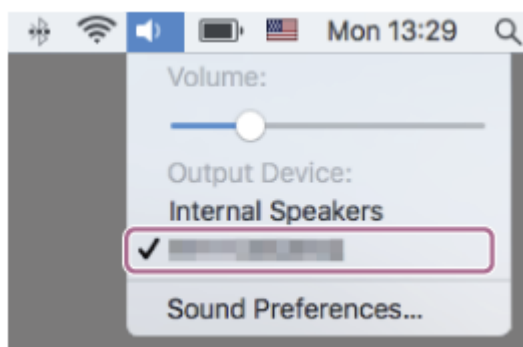 Mon 13:29
Volume:
Output Device:
Internal Speakers
Sound Preferences...